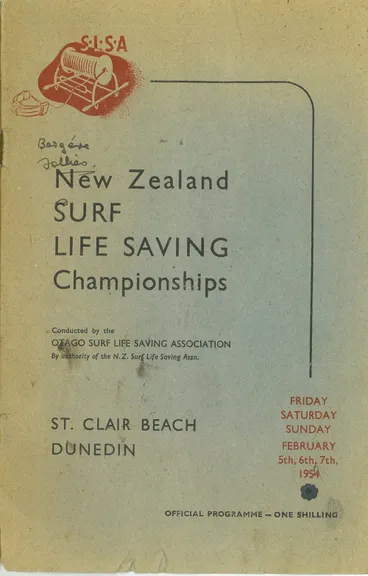 S·L·S·A
Bergère
Follies.
New Zealand
SURF
LIFE SAVING
Championships
Conducted by the
OTAGO SURF LIFE SAVING ASSOCIATION
By authority of the N.Z. Surf Life Saving Assn.
ST. CLAIR BEACH
DUNEDIN
FRIDAY
SATURDAY
SUNDAY
FEBRUARY
5th, 6th, 7th,
1954
OFFICIAL PROGRAMME — ONE SHILLING